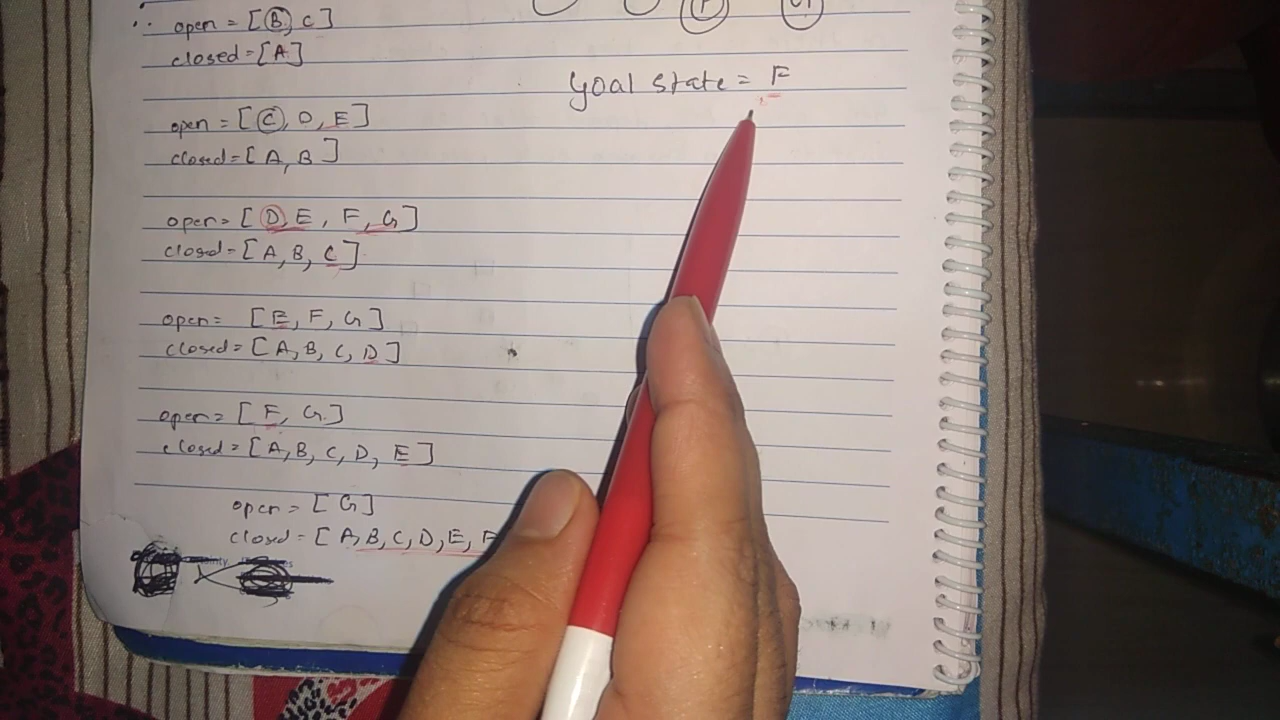 ∴ open = [B, C]
closed = [A]
Goal state = F
open = [C, D, E]
closed = [A, B]
open = [D, E, F, G]
closed = [A, B, C]
open = [E, F, G]
closed = [A, B, C, D]
open = [F, G]
closed = [A, B, C, D, E]
open = [G]
closed = [A, B, C, D, E, F